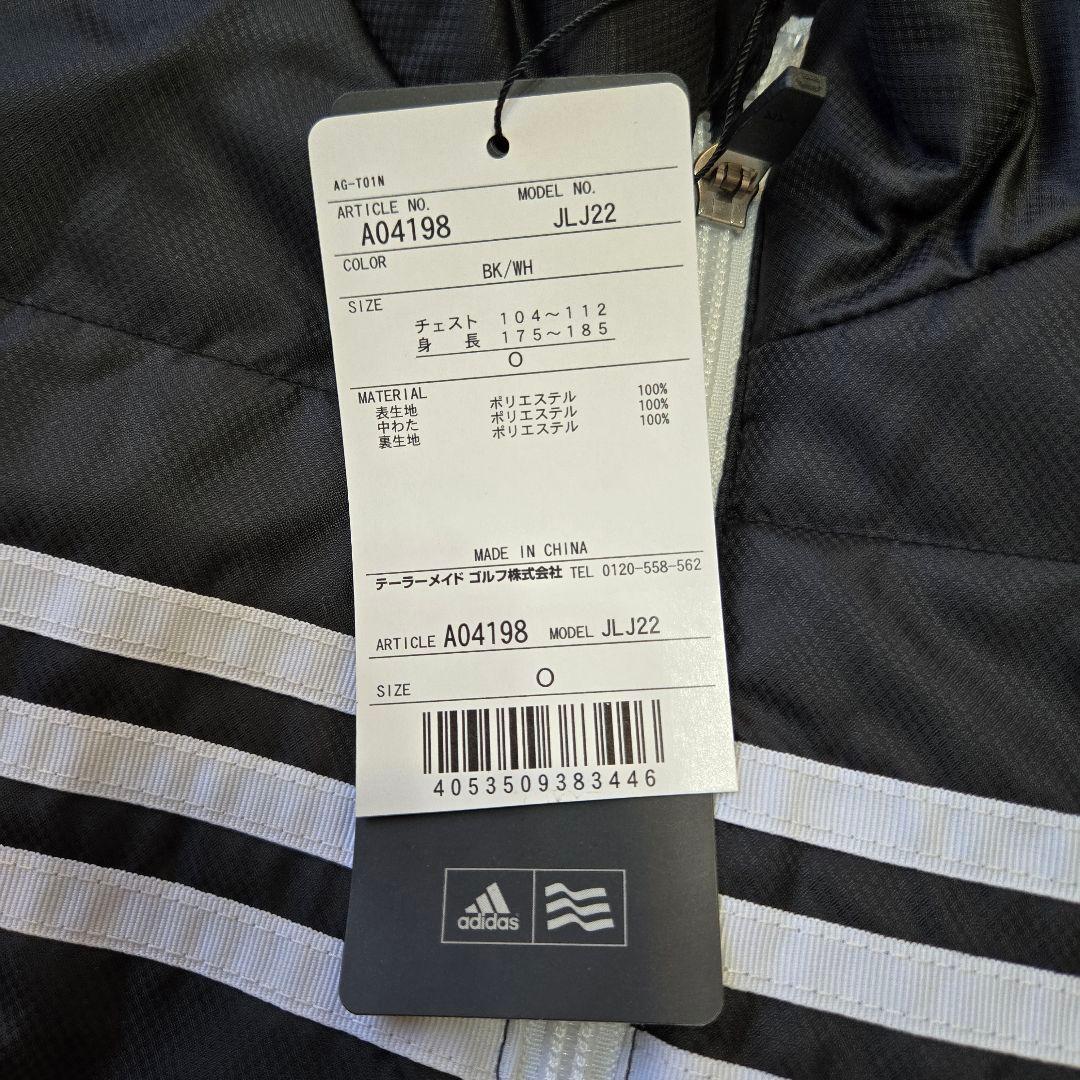 AG-T01N
ARTICLE NO. MODEL NO.
A04198 JLJ22
COLOR
BK/WH
SIZE
チェスト 104～112
身長 175～185
O
MATERIAL
表生地 ポリエステル 100%
中わた ポリエステル 100%
裏生地 ポリエステル 100%
MADE IN CHINA
テーラーメイド ゴルフ株式会社 TEL 0120-558-562
ARTICLE A04198 MODEL JLJ22
SIZE O
4053509383446
adidas